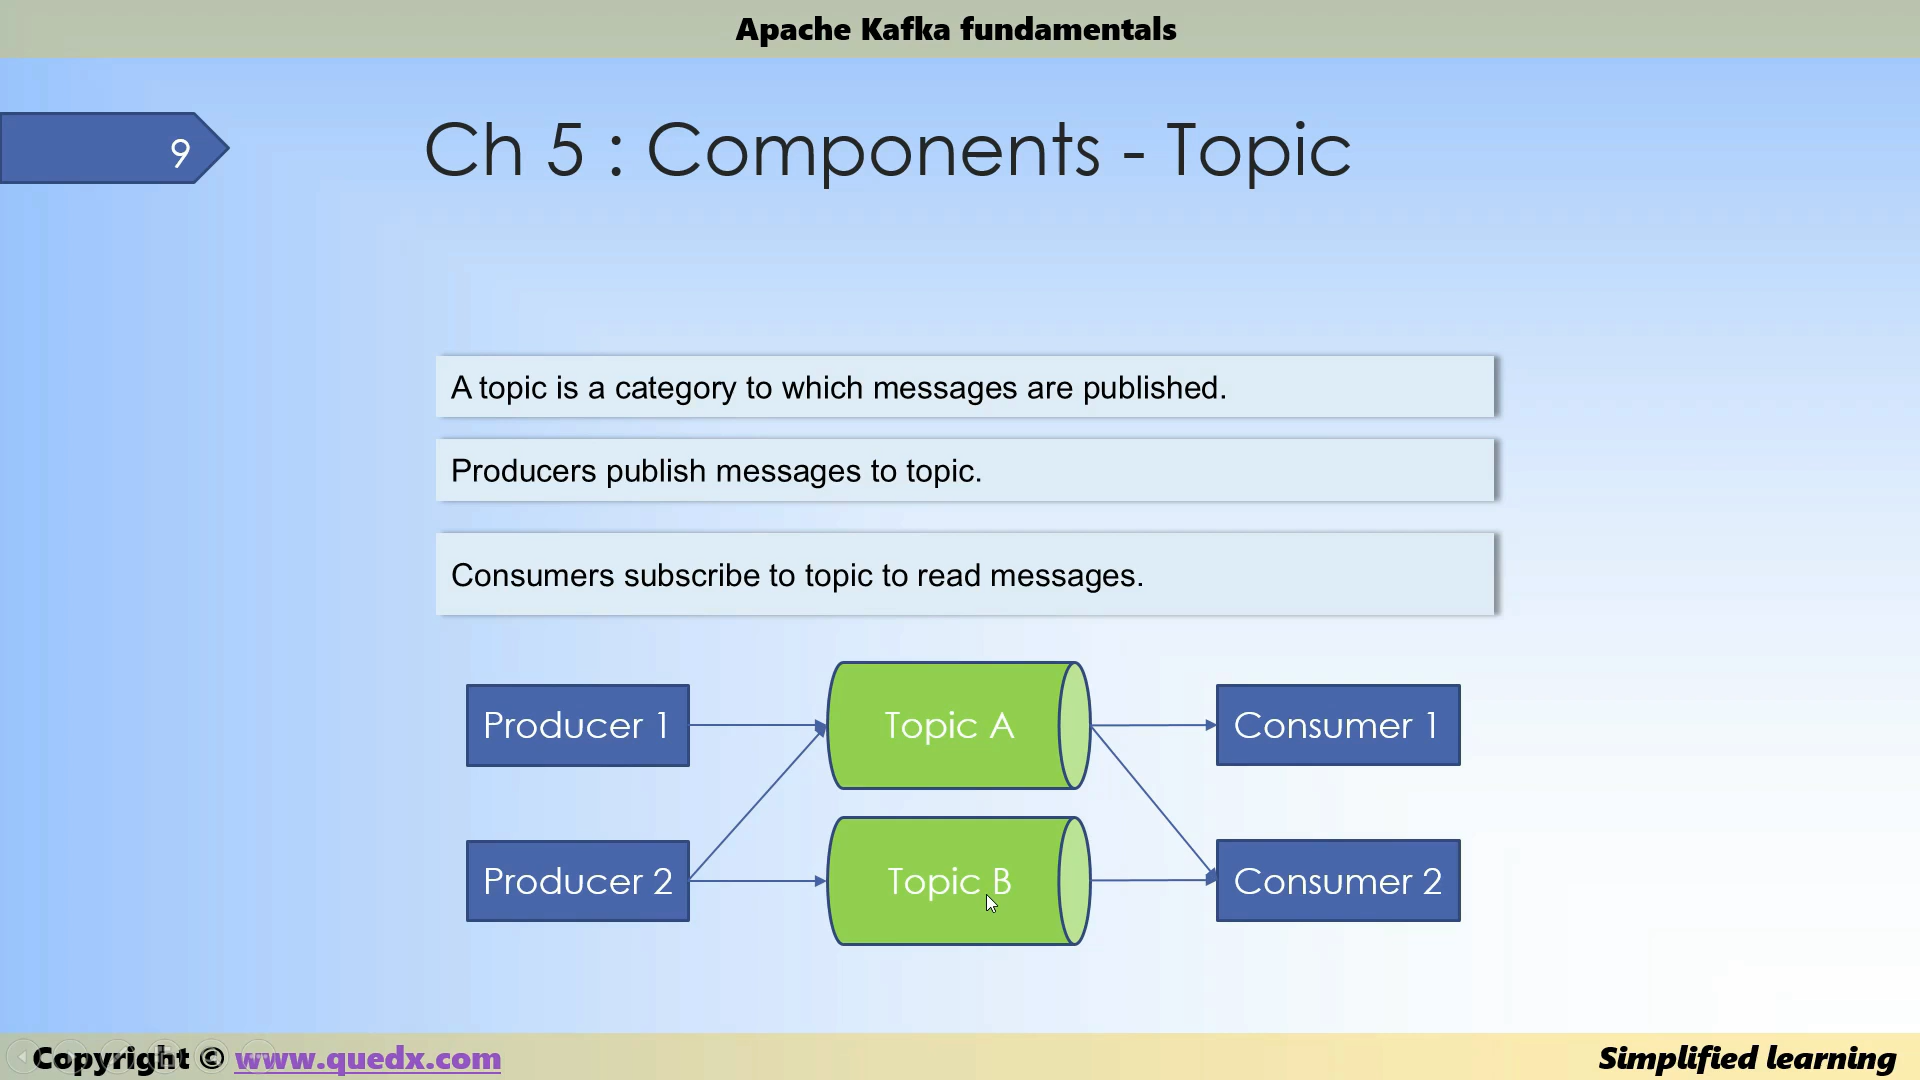 Apache Kafka fundamentals
9
Ch 5 : Components - Topic
A topic is a category to which messages are published.
Producers publish messages to topic.
Consumers subscribe to topic to read messages.
Producer 1
Topic A
Consumer 1
Producer 2
Topic B
Consumer 2
Copyright © www.quedx.com
Simplified learning